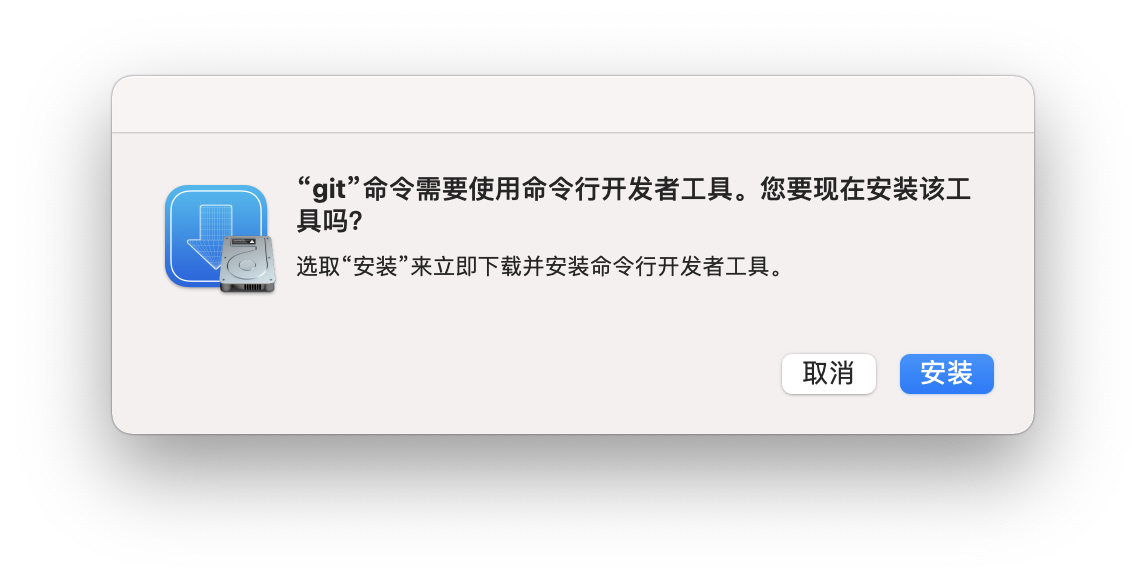 “git”命令需要使用命令行开发者工具。您要现在安装该工
具吗?
选取“安装”来立即下载并安装命令行开发者工具。
取消 安装